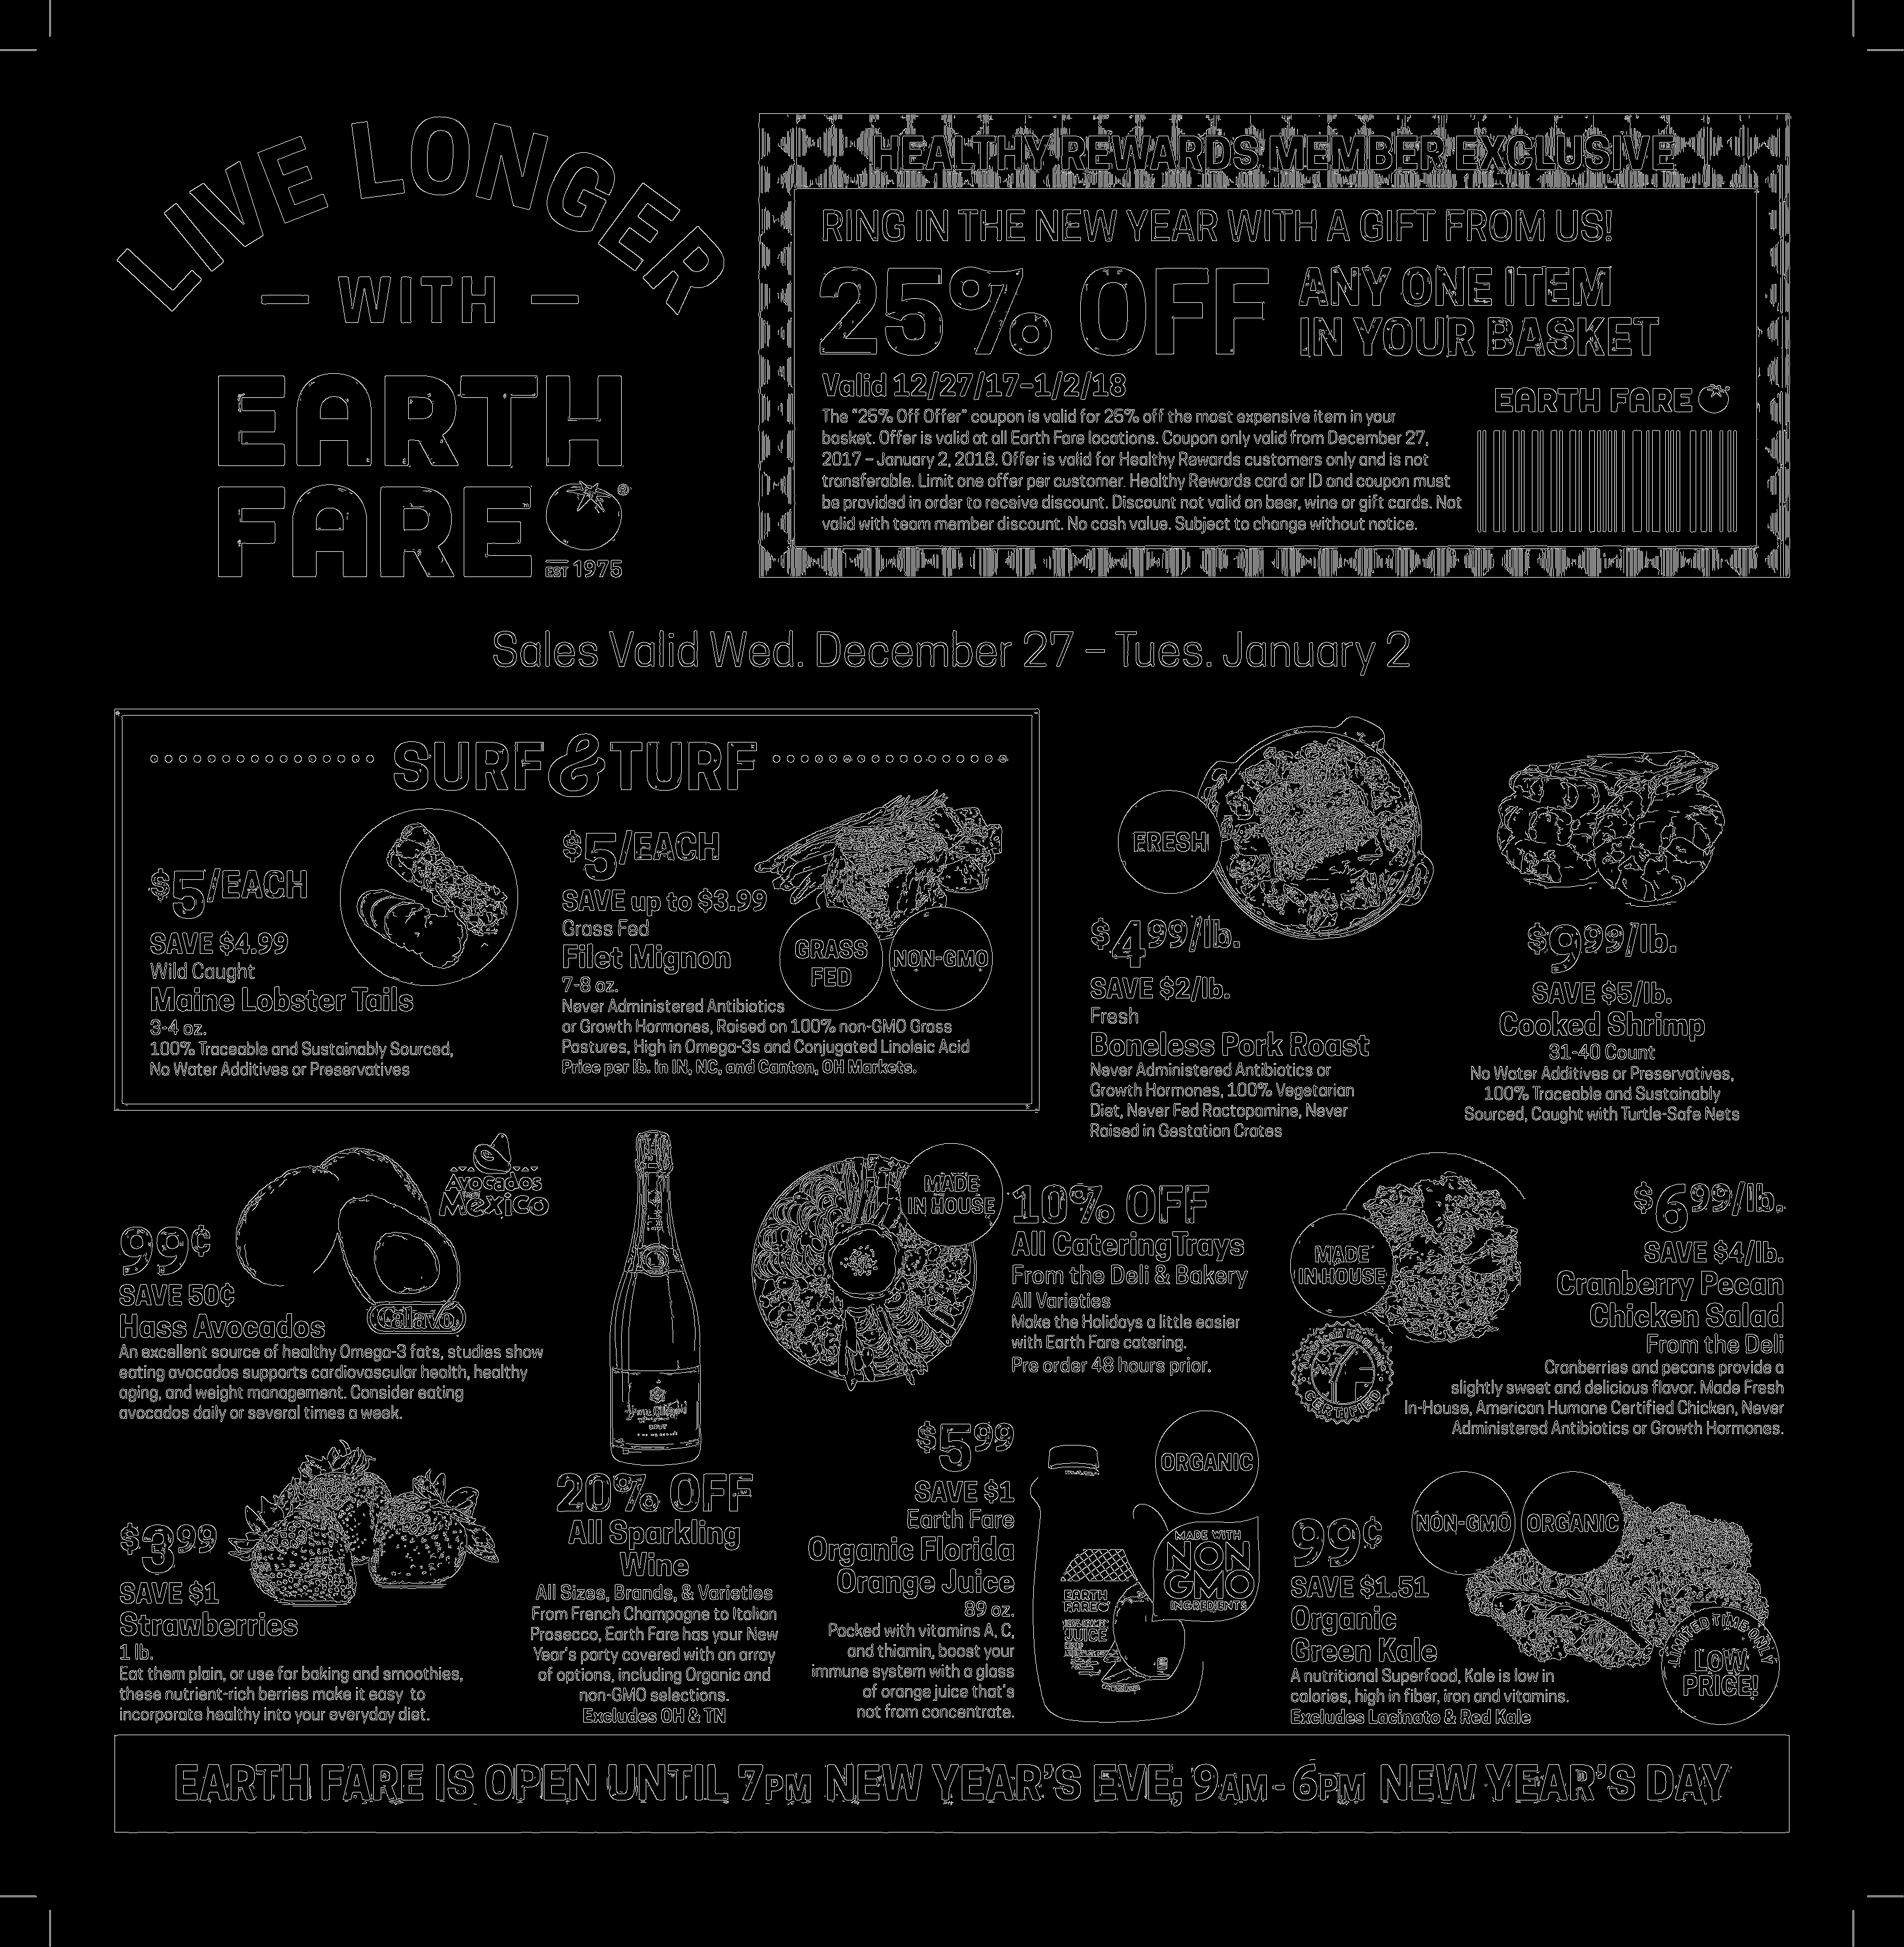 LIVE LONGER
— WITH —
EARTH
FARE
®
EST 1975
HEALTHY REWARDS MEMBER EXCLUSIVE
RING IN THE NEW YEAR WITH A GIFT FROM US!
25% OFF ANY ONE ITEM
IN YOUR BASKET
Valid 12/27/17–1/2/18
EARTH FARE
The “25% Off Offer” coupon is valid for 25% off the most expensive item in your
basket. Offer is valid at all Earth Fare locations. Coupon only valid from December 27,
2017 – January 2, 2018. Offer is valid for Healthy Rewards customers only and is not
transferable. Limit one offer per customer. Healthy Rewards card or ID and coupon must
be provided in order to receive discount. Discount not valid on beer, wine or gift cards. Not
valid with team member discount. No cash value. Subject to change without notice.
Sales Valid Wed. December 27 – Tues. January 2
SURF & TURF
$5/EACH
SAVE $4.99
Wild Caught
Maine Lobster Tails
3-4 oz.
100% Traceable and Sustainably Sourced,
No Water Additives or Preservatives
$5/EACH
SAVE up to $3.99
Grass Fed
Filet Mignon
7-8 oz.
Never Administered Antibiotics
or Growth Hormones, Raised on 100% non-GMO Grass
Pastures, High in Omega-3s and Conjugated Linoleic Acid
Price per lb. in IN, NC, and Canton, OH Markets.
GRASS
FED
NON-GMO
FRESH
$4.99/lb.
SAVE $2/lb.
Fresh
Boneless Pork Roast
Never Administered Antibiotics or
Growth Hormones, 100% Vegetarian
Diet, Never Fed Ractopamine, Never
Raised in Gestation Crates
$9.99/lb.
SAVE $5/lb.
Cooked Shrimp
31-40 Count
No Water Additives or Preservatives,
100% Traceable and Sustainably
Sourced, Caught with Turtle-Safe Nets
Avocados
Mexico
99¢
SAVE 50¢
Calavo
Hass Avocados
An excellent source of healthy Omega-3 fats, studies show
eating avocados supports cardiovascular health, healthy
aging, and weight management. Consider eating
avocados daily or several times a week.
MADE
IN HOUSE
10% OFF
All Catering Trays
From the Deli & Bakery
All Varieties
Make the Holidays a little easier
with Earth Fare catering.
Pre order 48 hours prior.
MADE
IN HOUSE
CERTIFIED
$6.99/lb.
SAVE $4/lb.
Cranberry Pecan
Chicken Salad
From the Deli
Cranberries and pecans provide a
slightly sweet and delicious flavor. Made Fresh
In-House, American Humane Certified Chicken, Never
Administered Antibiotics or Growth Hormones.
$3.99
SAVE $1
Strawberries
1 lb.
Eat them plain, or use for baking and smoothies,
these nutrient-rich berries make it easy to
incorporate healthy into your everyday diet.
BRUT
20% OFF
All Sparkling
Wine
All Sizes, Brands, & Varieties
From French Champagne to Italian
Prosecco, Earth Fare has your New
Year's party covered with an array
of options, including Organic and
non-GMO selections.
Excludes OH & TN
$5.99
SAVE $1
Earth Fare
Organic Florida
Orange Juice
89 oz.
Packed with vitamins A, C,
and thiamin, boost your
immune system with a glass
of orange juice that's
not from concentrate.
ORGANIC
MADE WITH
NON
GMO
INGREDIENTS
EARTH
FARE
JUICE
NON-GMO
ORGANIC
99¢
SAVE $1.51
Organic
Green Kale
A nutritional Superfood, Kale is low in
calories, high in fiber, iron and vitamins.
Excludes Lacinato & Red Kale
LIMITED TIME ONLY
LOW
PRICE!
EARTH FARE IS OPEN UNTIL 7PM NEW YEAR’S EVE; 9AM - 6PM NEW YEAR’S DAY